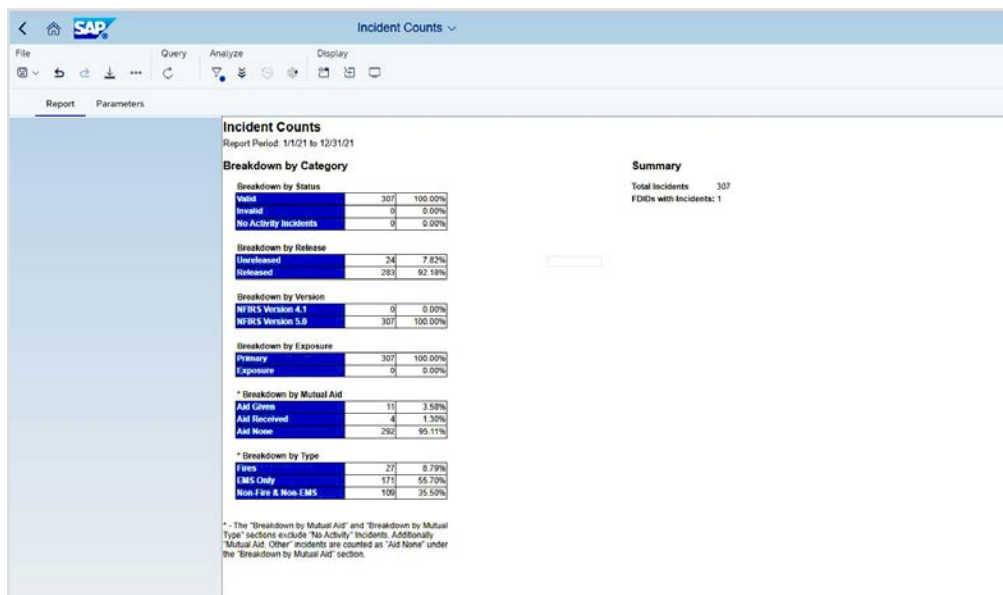 SAP
Incident Counts
File Query Analyze Display
Report Parameters
Incident Counts
Report Period: 1/1/21 to 12/31/21
Breakdown by Category
Breakdown by Status
Valid 307 100.00%
Invalid 0 0.00%
No Activity Incidents 0 0.00%
Breakdown by Release
Unreleased 24 7.82%
Released 283 92.18%
Breakdown by Version
NFIRS Version 4.1 0 0.00%
NFIRS Version 5.0 307 100.00%
Breakdown by Exposure
Primary 307 100.00%
Exposure 0 0.00%
* Breakdown by Mutual Aid
Aid Given 11 3.58%
Aid Received 4 1.30%
Aid None 292 95.11%
* Breakdown by Type
Fires 27 8.79%
EMS Only 171 55.70%
Non-Fire & Non-EMS 109 35.50%
* - The "Breakdown by Mutual Aid" and "Breakdown by Mutual
Type" sections exclude "No Activity" Incidents. Additionally
"Mutual Aid, Other" incidents are counted as "Aid None" under
the "Breakdown by Mutual Aid" section.
Summary
Total Incidents 307
FDIDs with Incidents: 1